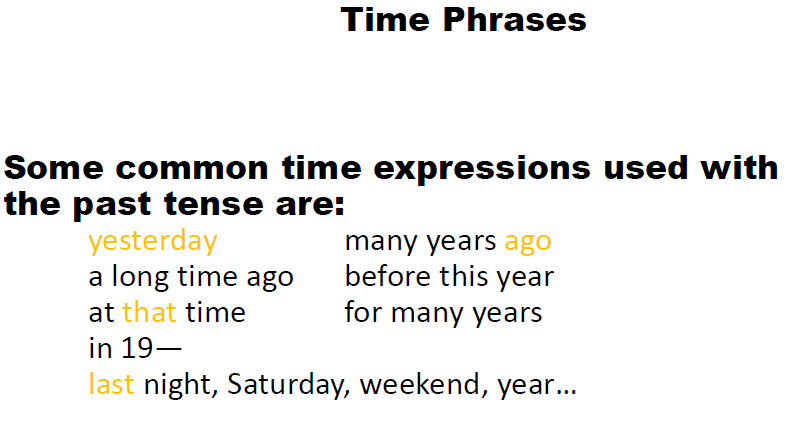 Time Phrases
Some common time expressions used with
the past tense are:
yesterday many years ago
a long time ago before this year
at that time for many years
in 19—
last night, Saturday, weekend, year…